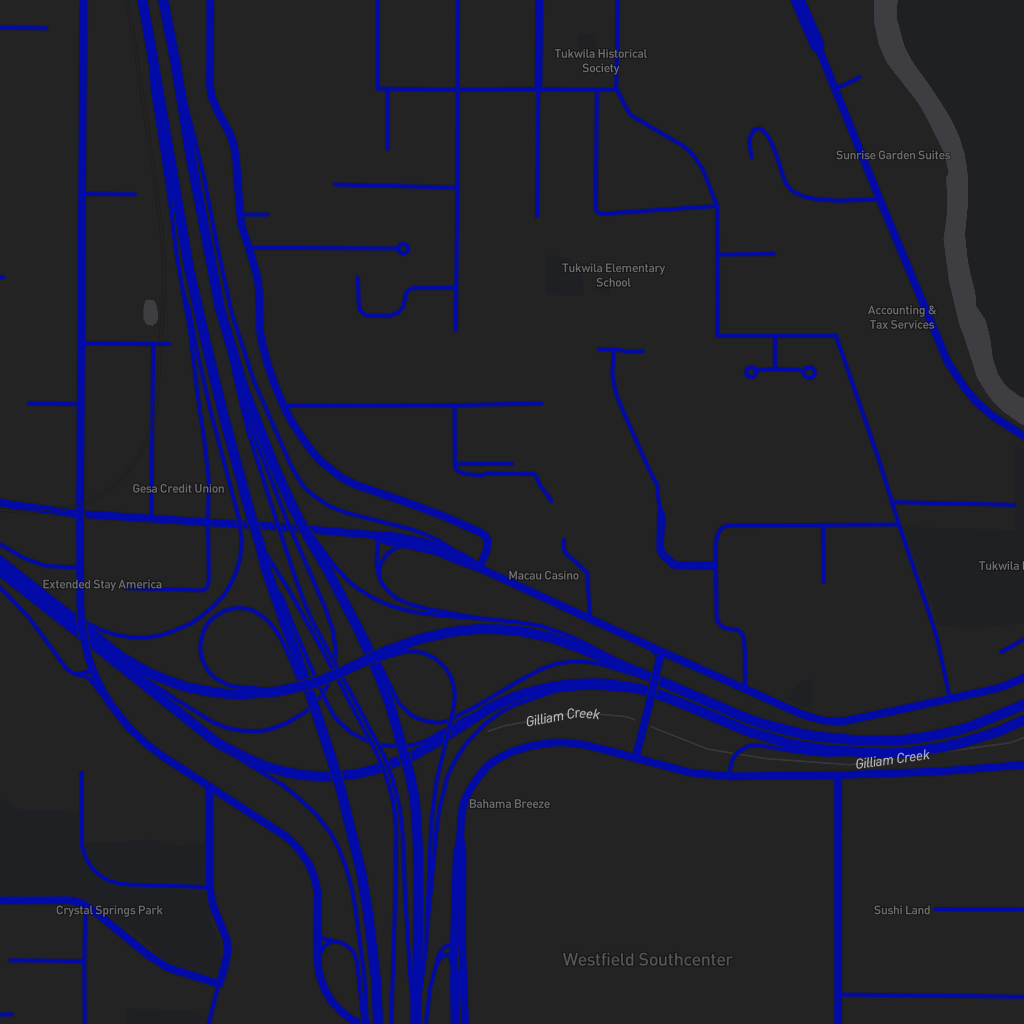 Tukwila Historical
Society
Sunrise Garden Suites
Tukwila Elementary
School
Accounting &
Tax Services
Gesa Credit Union
Extended Stay America
Macau Casino
Tukwila
Gilliam Creek
Gilliam Creek
Bahama Breeze
Crystal Springs Park
Sushi Land
Westfield Southcenter